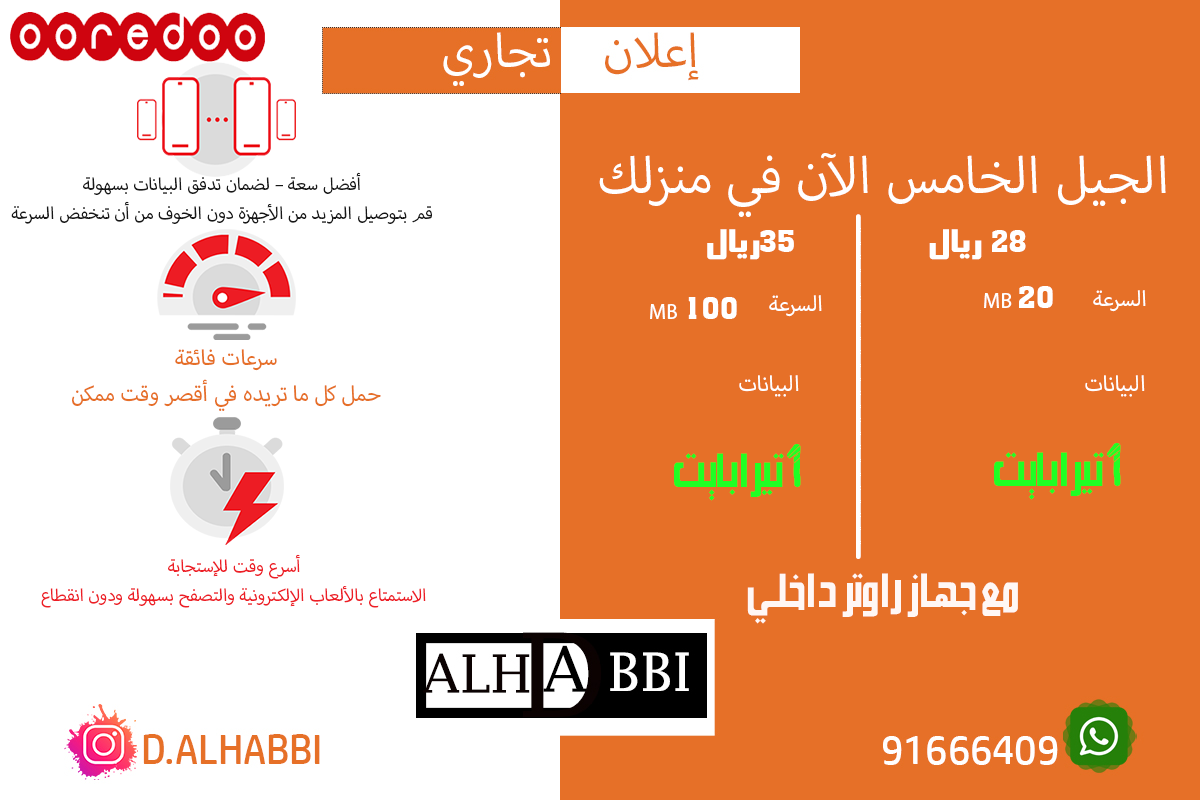 ooredoo
إعلان تجاري
أفضل سعة – لضمان تدفق البيانات بسهولة
قم بتوصيل المزيد من الأجهزة دون الخوف من أن تنخفض السرعة
سرعات فائقة
حمل كل ما تريده في أقصر وقت ممكن
أسرع وقت للإستجابة
الاستمتاع بالألعاب الإلكترونية والتصفح بسهولة ودون انقطاع
الجيل الخامس الآن في منزلك
28 ريال
السرعة 20 MB
البيانات
1تيرابايت
35ريال
السرعة 100 MB
البيانات
1تيرابايت
مع جهاز راوتر داخلي
ALHABBI
D.ALHABBI
91666409